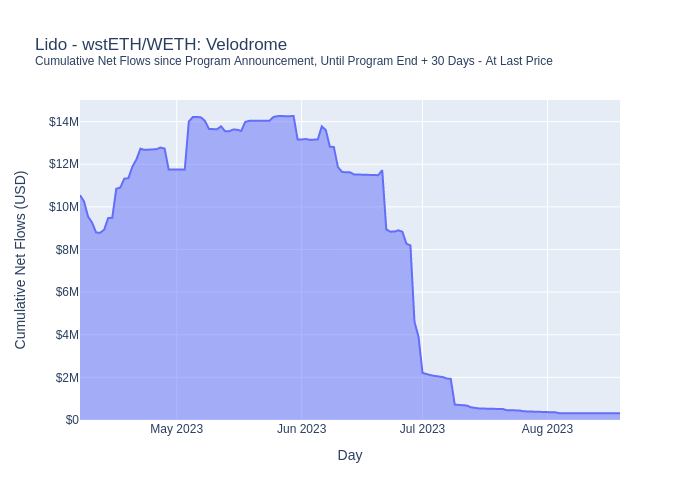 Lido - wstETH/WETH: Velodrome
Cumulative Net Flows since Program Announcement, Until Program End + 30 Days - At Last Price
Cumulative Net Flows (USD)
$14M
$12M
$10M
$8M
$6M
$4M
$2M
$0
May 2023 Jun 2023 Jul 2023 Aug 2023
Day